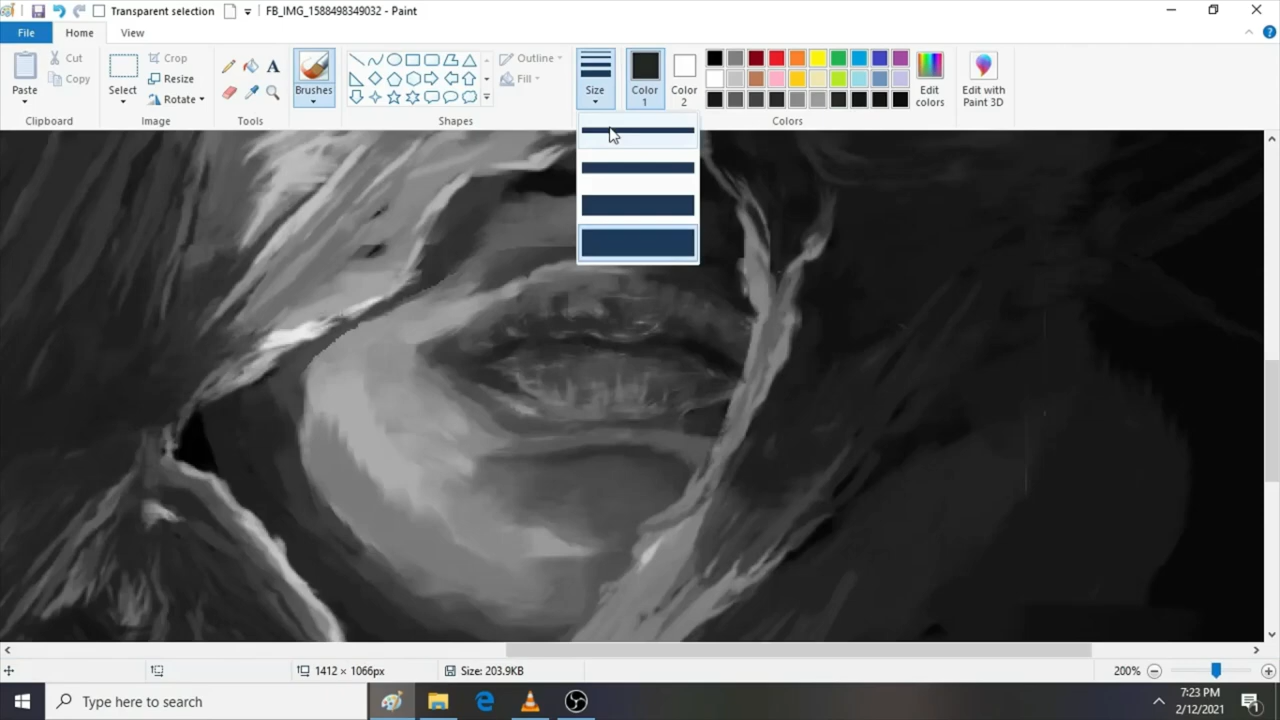 Transparent selection
FB_IMG_1588498349032 - Paint
File
Home
View
Paste
Cut
Copy
Clipboard
Select
Crop
Resize
Rotate
Image
A
Tools
Brushes
Shapes
Outline
Fill
Size
Color
1
Color
2
Colors
Edit
colors
Edit with
Paint 3D
1412 × 1066px
Size: 203.9KB
200%
Type here to search
7:23 PM
2/12/2021
1